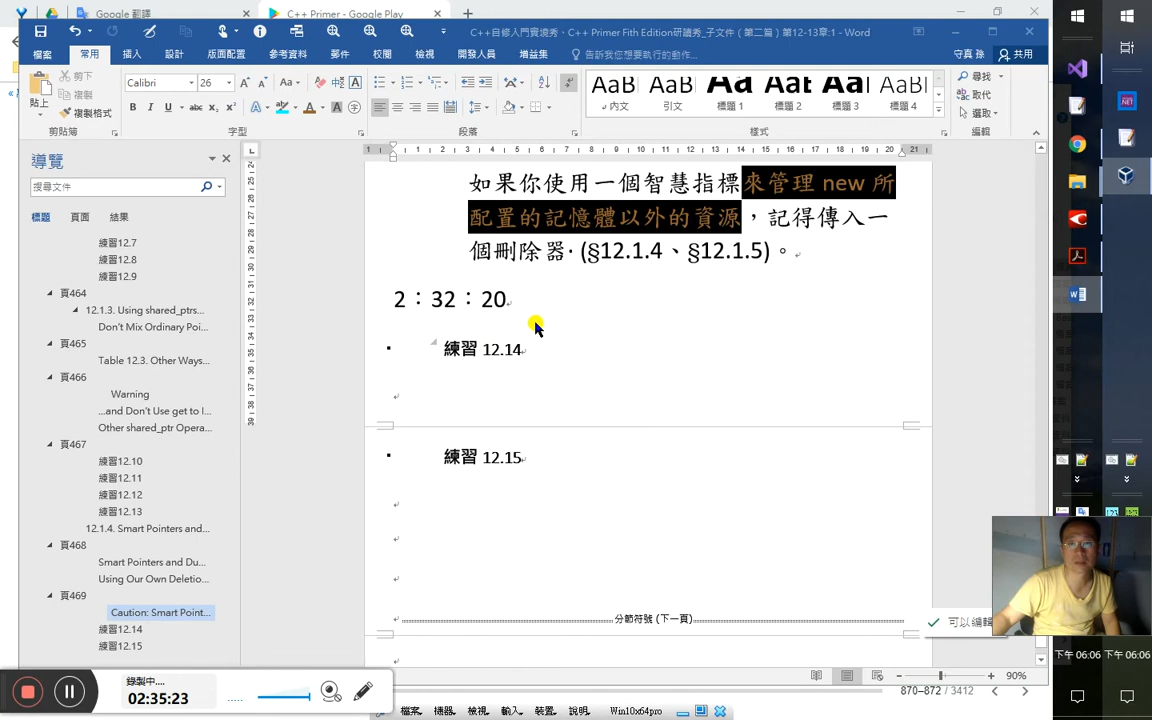 Google 翻譯
C++ Primer - Google Play
C++自修入門實境秀、C++ Primer Fith Edition研讀秀_子文件（第二篇）第12-13章:1 - Word
檔案 常用 插入 設計 版面配置 參考資料 郵件 校閱 檢視 開發人員 增益集 告訴我您想要執行的動作... 守真 共用
剪下
複製
複製格式
貼上
Calibri 26
尋找
取代
選取
AaB AaB Aa Aat Aal AaBb
內文 引文 標題 1 標題 2 標題 3 標題 4
剪貼簿 字型 段落 樣式 編輯
導覽
搜尋文件
標題 頁面 結果
練習12.7
練習12.8
練習12.9
頁464
12.1.3. Using shared_ptrs...
Don't Mix Ordinary Poi...
頁465
Table 12.3. Other Ways...
頁466
Warning
...and Don't Use get to I...
Other shared_ptr Opera...
頁467
練習12.10
練習12.11
練習12.12
練習12.13
12.1.4. Smart Pointers and...
頁468
Smart Pointers and Du...
Using Our Own Deletio...
頁469
Caution: Smart Point...
練習12.14
練習12.15
如果你使用一個智慧指標來管理 new 所
配置的記憶體以外的資源，記得傳入一
個刪除器. (§12.1.4、§12.1.5)。
2：32：20
練習 12.14
練習 12.15
分節符號 (下一頁)
可以編輯
90%
870–872 / 3412
錄製中....
02:35:23
檔案 機器 檢視 輸入 裝置 說明 Win10x64pro
下午 06:06 下午 06:06